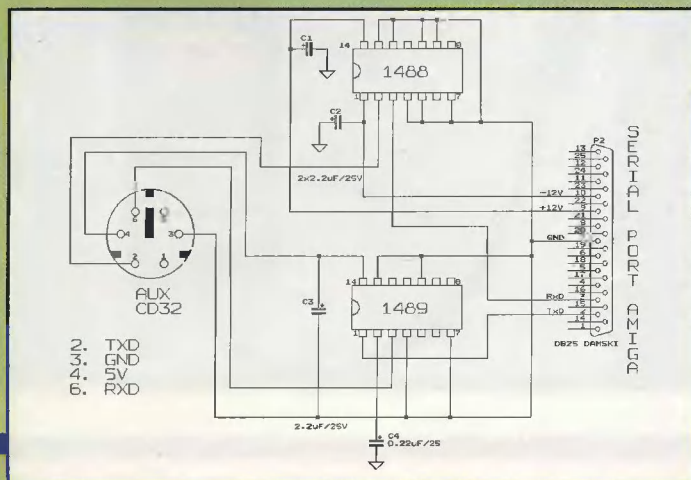 C1
14
8
1488
1
7
C2
2x2.2uF/25V
6
4
3
2
1
AUX
CD32
2. TXD
3. GND
4. 5V
6. RXD
C3
14
8
1489
1
7
2.2uF/25V
C4
0.22uF/25
P2
13
25
12
24
11
23
-12V 10
22
+12V 9
21
8
20
GND
19
6
18
5
17
4
16
RxD
15
TxD 2
14
1
DB25 DAMSKI
SERIAL PORT AMIGA